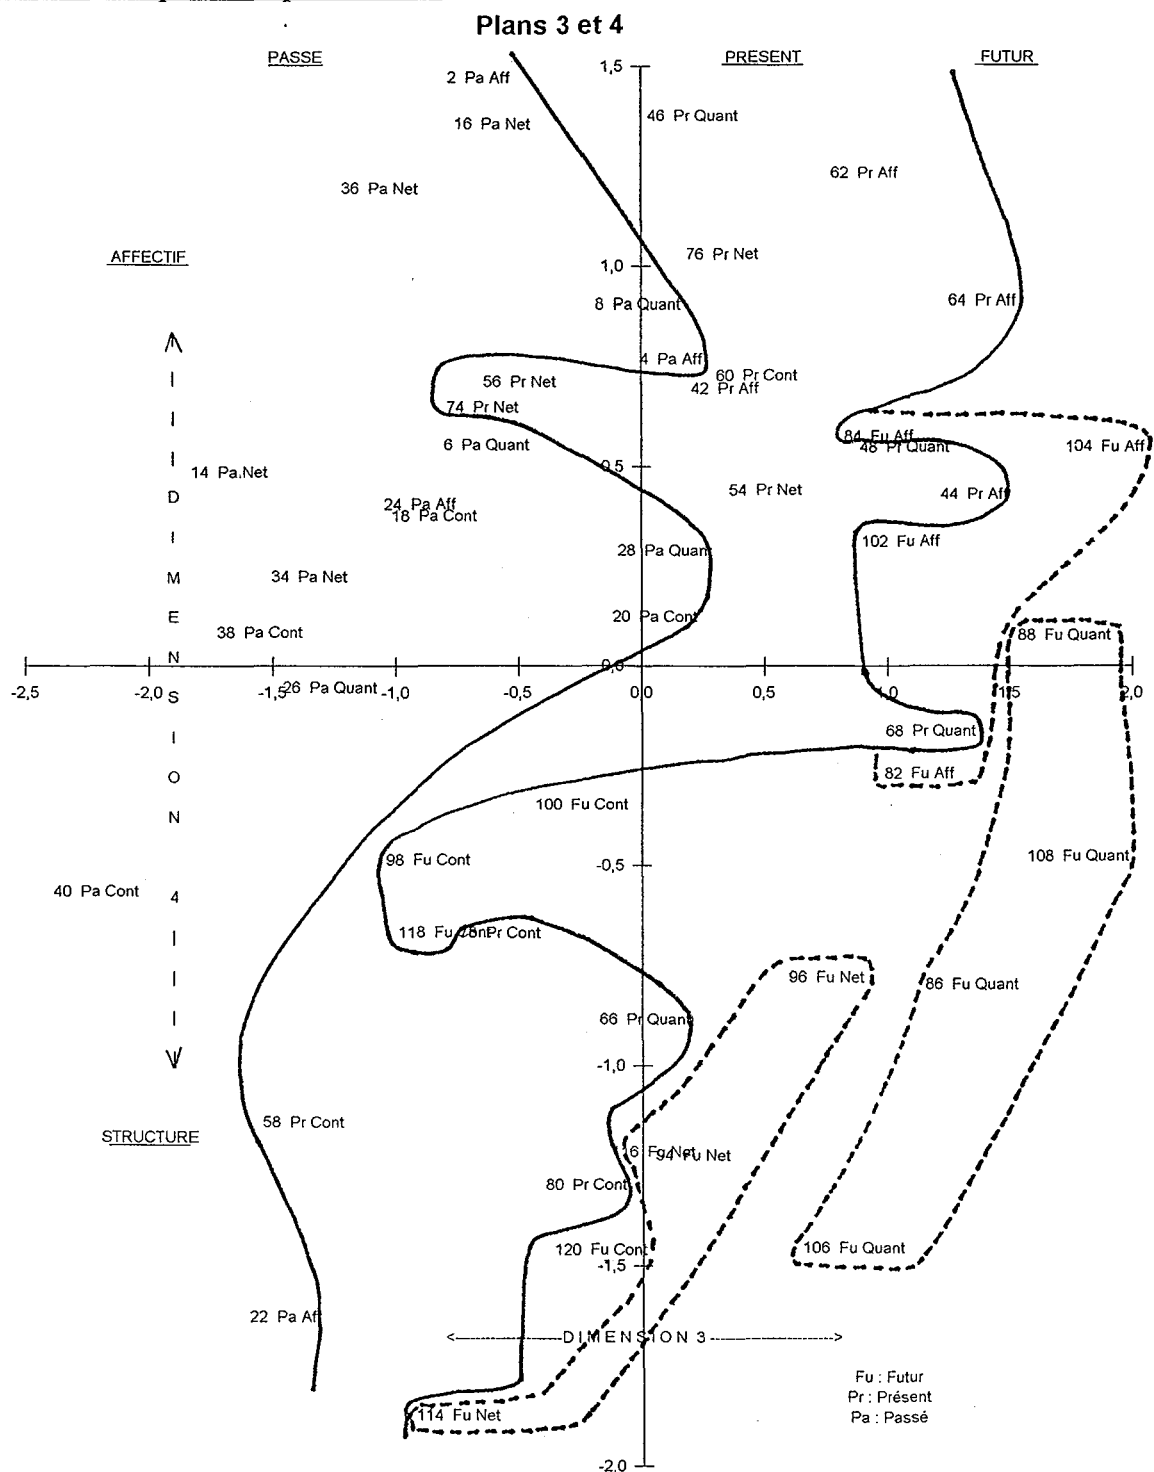 Plans 3 et 4
PASSE
PRESENT
FUTUR
1,5
2 Pa Aff
46 Pr Quant
16 Pa Net
62 Pr Aff
36 Pa Net
AFFECTIF
76 Pr Net
1,0
64 Pr Aff
8 Pa Quant
4 Pa Aff
60 Pr Cont
56 Pr Net
42 Pr Aff
74 Pr Net
84 Fu Aff
6 Pa Quant
48 Pr Quant
104 Fu Aff
0,5
14 Pa Net
54 Pr Net
44 Pr Aff
24 Pa Aff
18 Pa Cont
102 Fu Aff
28 Pa Quant
34 Pa Net
20 Pa Cont
38 Pa Cont
88 Fu Quant
0,0
-2,5
-2,0
-1,5
26 Pa Quant
-1,0
-0,5
0,0
0,5
1,0
1,5
2,0
DIMENSION 4
68 Pr Quant
82 Fu Aff
100 Fu Cont
98 Fu Cont
-0,5
108 Fu Quant
40 Pa Cont
118 Fu Cont
Pr Cont
96 Fu Net
86 Fu Quant
66 Pr Quant
-1,0
58 Pr Cont
STRUCTURE
6 Fu Net
94 Fu Net
80 Pr Cont
120 Fu Cont
106 Fu Quant
-1,5
22 Pa Aff
<--------------DIMENSION 3--------------->
Fu : Futur
Pr : Présent
Pa : Passé
114 Fu Net
-2,0